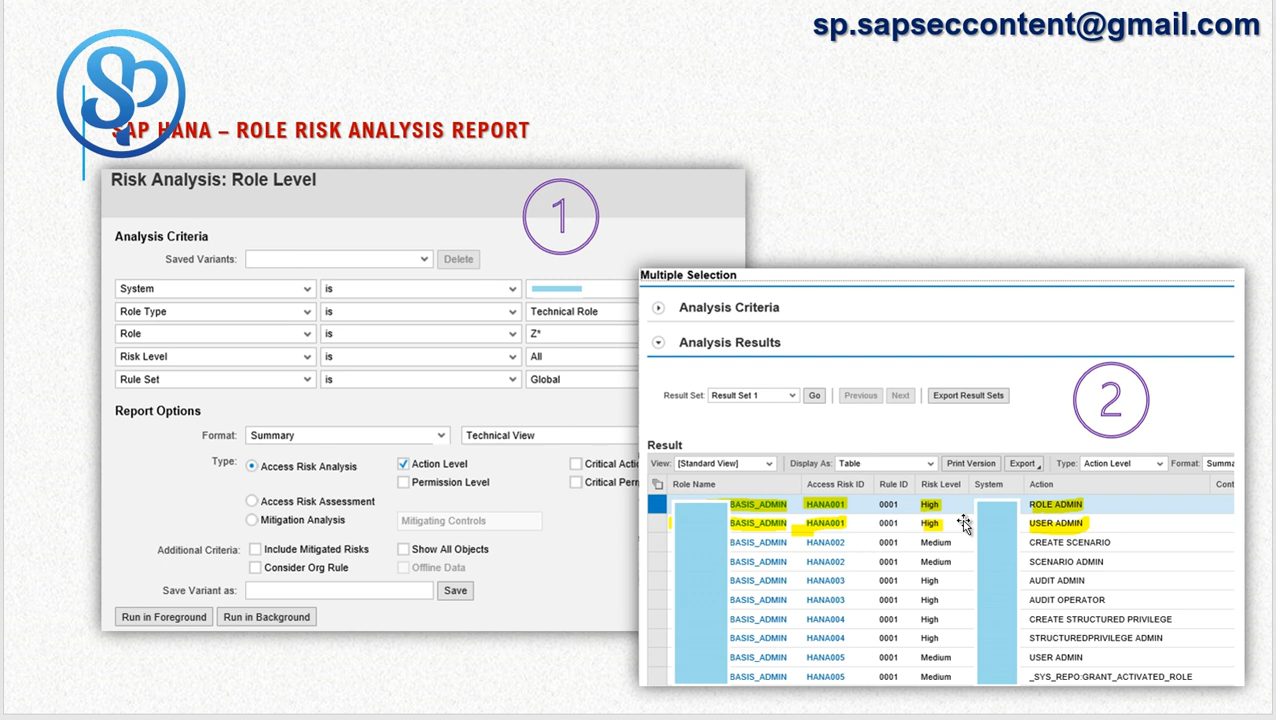 sp.sapseccontent@gmail.com
Sp
SAP HANA – ROLE RISK ANALYSIS REPORT
Risk Analysis: Role Level
1
Analysis Criteria
Saved Variants: Delete
System is
Role Type is Technical Role
Role is Z*
Risk Level is All
Rule Set is Global
Report Options
Format: Summary Technical View
Type: Access Risk Analysis Action Level Critical Acti
Permission Level Critical Perm
Access Risk Assessment
Mitigation Analysis Mitigating Controls
Additional Criteria: Include Mitigated Risks Show All Objects
Consider Org Rule Offline Data
Save Variant as: Save
Run in Foreground Run in Background
Multiple Selection
Analysis Criteria
Analysis Results
2
Result Set: Result Set 1 Go Previous Next Export Result Sets
Result
View: [Standard View] Display As: Table Print Version Export Type: Action Level Format: Summa
Role Name Access Risk ID Rule ID Risk Level System Action Cont
BASIS_ADMIN HANA001 0001 High ROLE ADMIN
BASIS_ADMIN HANA001 0001 High USER ADMIN
BASIS_ADMIN HANA002 0001 Medium CREATE SCENARIO
BASIS_ADMIN HANA002 0001 Medium SCENARIO ADMIN
BASIS_ADMIN HANA003 0001 High AUDIT ADMIN
BASIS_ADMIN HANA003 0001 High AUDIT OPERATOR
BASIS_ADMIN HANA004 0001 High CREATE STRUCTURED PRIVILEGE
BASIS_ADMIN HANA004 0001 High STRUCTUREDPRIVILEGE ADMIN
BASIS_ADMIN HANA005 0001 Medium USER ADMIN
BASIS_ADMIN HANA005 0001 Medium _SYS_REPO:GRANT_ACTIVATED_ROLE